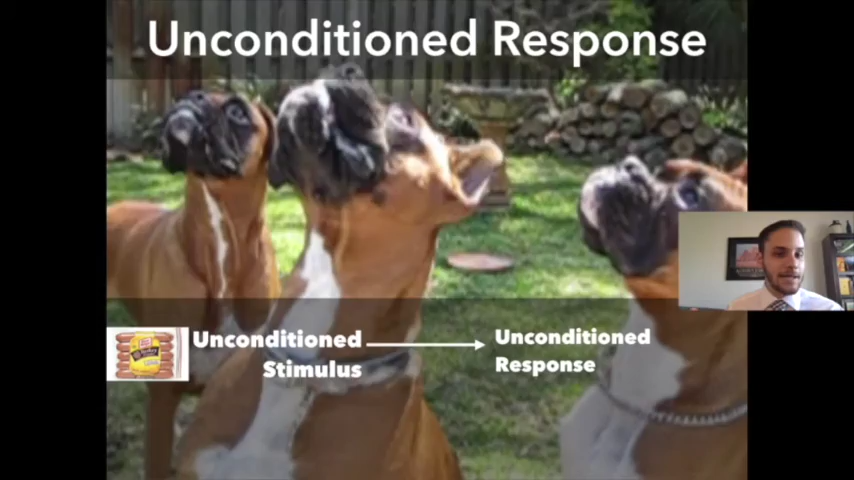 Unconditioned Response
Unconditioned
Stimulus
Unconditioned
Response